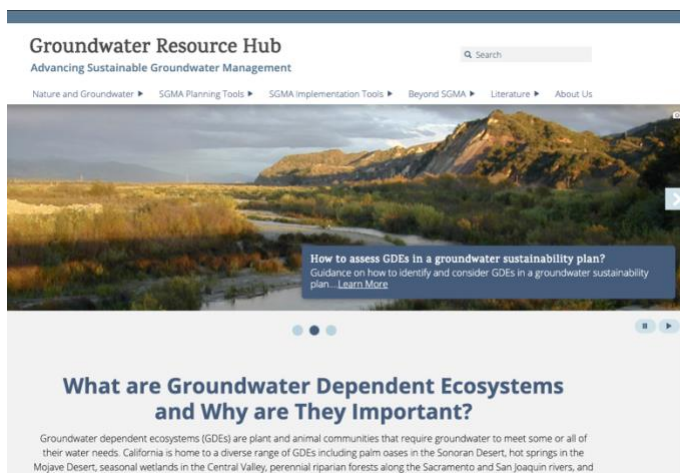 Groundwater Resource Hub
Search
Advancing Sustainable Groundwater Management
Nature and Groundwater ▶ SGMA Planning Tools ▶ SGMA Implementation Tools ▶ Beyond SGMA ▶ Literature ▶ About Us
How to assess GDEs in a groundwater sustainability plan?
Guidance on how to identify and consider GDEs in a groundwater sustainability
plan...Learn More
What are Groundwater Dependent Ecosystems
and Why are They Important?
Groundwater dependent ecosystems (GDEs) are plant and animal communities that require groundwater to meet some or all of
their water needs. California is home to a diverse range of GDEs including palm oases in the Sonoran Desert, hot springs in the
Mojave Desert, seasonal wetlands in the Central Valley, perennial riparian forests along the Sacramento and San Joaquin rivers, and